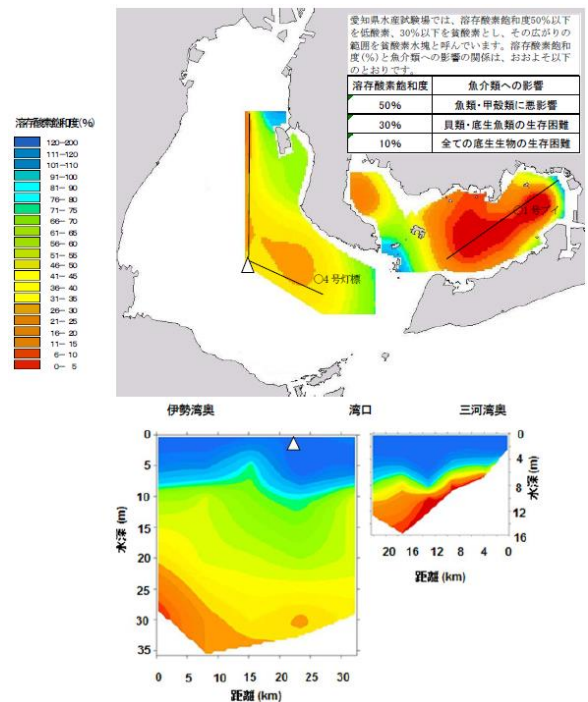 愛知県水産試験場では、溶存酸素飽和度50%以下
を低酸素、30%以下を貧酸素とし、その広がりの
範囲を貧酸素水塊と呼んでいます。溶存酸素飽和
度(%)と魚介類への影響の関係は、おおよそ以下
のとおりです。
溶存酸素飽和度 魚介類への影響
50% 魚類・甲殻類に悪影響
30% 貝類・底生魚類の生存困難
10% 全ての底生生物の生存困難
溶存酸素飽和度(%)
120-200
111-120
101-110
91-100
81- 90
76- 80
71- 75
66- 70
61- 65
56- 60
51- 55
46- 50
41- 45
36- 40
31- 35
26- 30
21- 25
16- 20
11- 15
6- 10
0- 5
○1号ブイ
○4号灯標
伊勢湾奥 湾口 三河湾奥
0
5
10
15
20
25
30
35
水深 (m)
0 5 10 15 20 25 30
距離 (km)
0
4
8
12
16
水深 (m)
20 16 12 8 4 0
距離 (km)